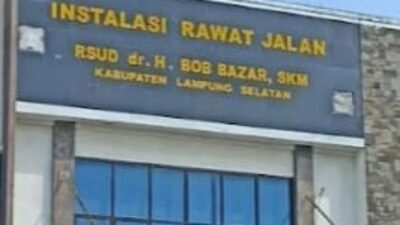 INSTALASI RAWAT JALAN
RSUD dr. H. BOB BAZAR, SKM
KABUPATEN LAMPUNG SELATAN